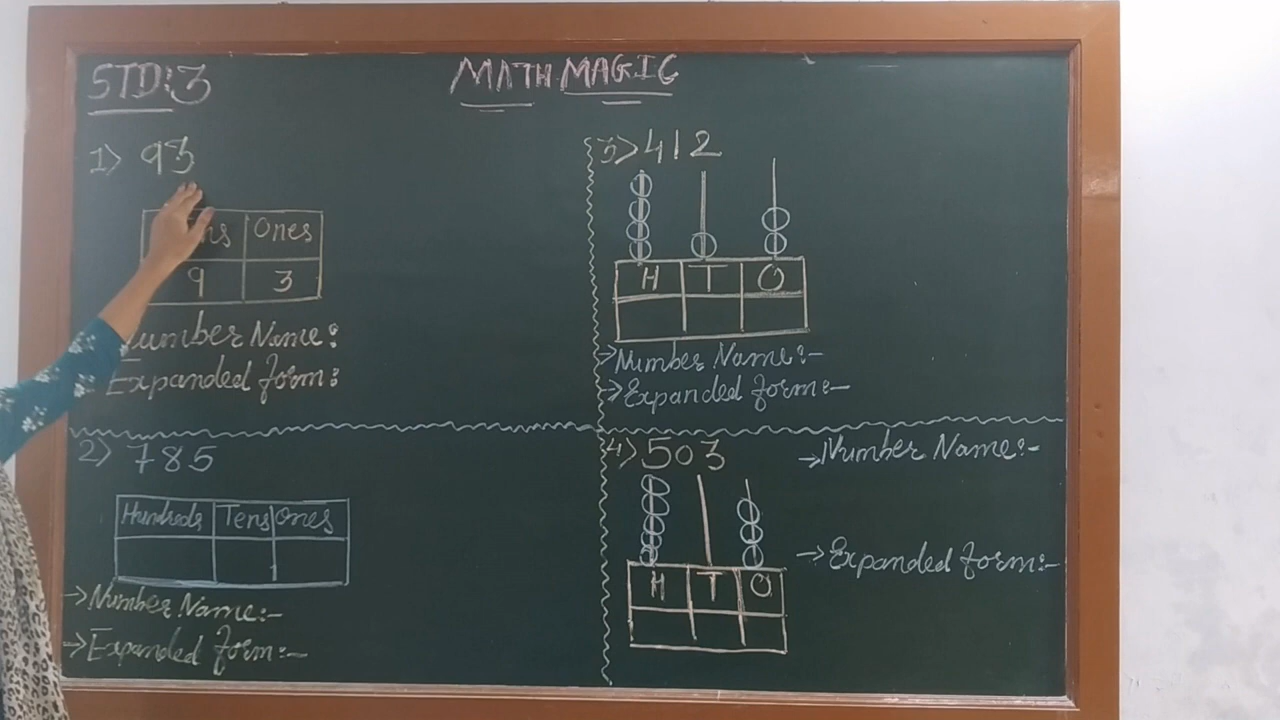 STD:3
MATH MAGIC
1> 93
Ones
9 3
Number Name:
Expanded form:
2> 785
Hundreds Tens Ones
→Number Name:-
→Expanded form:-
3> 412
H T O
→Number Name:-
→Expanded form:-
4> 503
H T O
→Number Name:-
→Expanded form:-